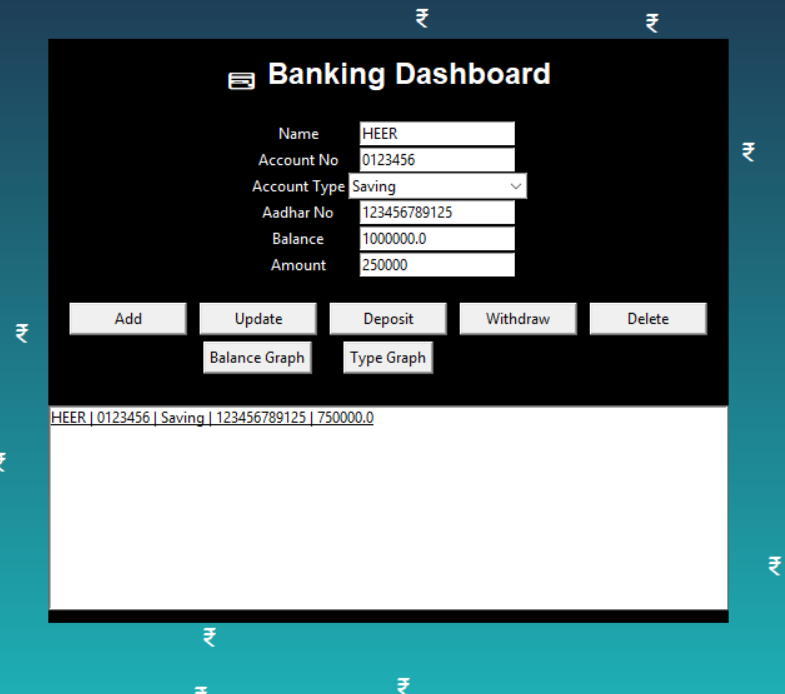 ₹
₹
Banking Dashboard
₹
Name HEER
Account No 0123456
Account Type Saving
Aadhar No 123456789125
Balance 1000000.0
Amount 250000
Add Update Deposit Withdraw Delete
₹
Balance Graph Type Graph
HEER | 0123456 | Saving | 123456789125 | 750000.0
₹
₹
₹
₹
₹